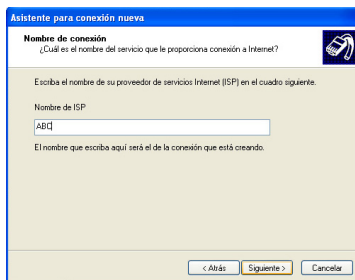 Asistente para conexión nueva
Nombre de conexión
¿Cuál es el nombre del servicio que le proporciona conexión a Internet?
Escriba el nombre de su proveedor de servicios Internet (ISP) en el cuadro siguiente.
Nombre de ISP
ABC
El nombre que escriba aquí será el de la conexión que está creando.
< Atrás
Siguiente >
Cancelar